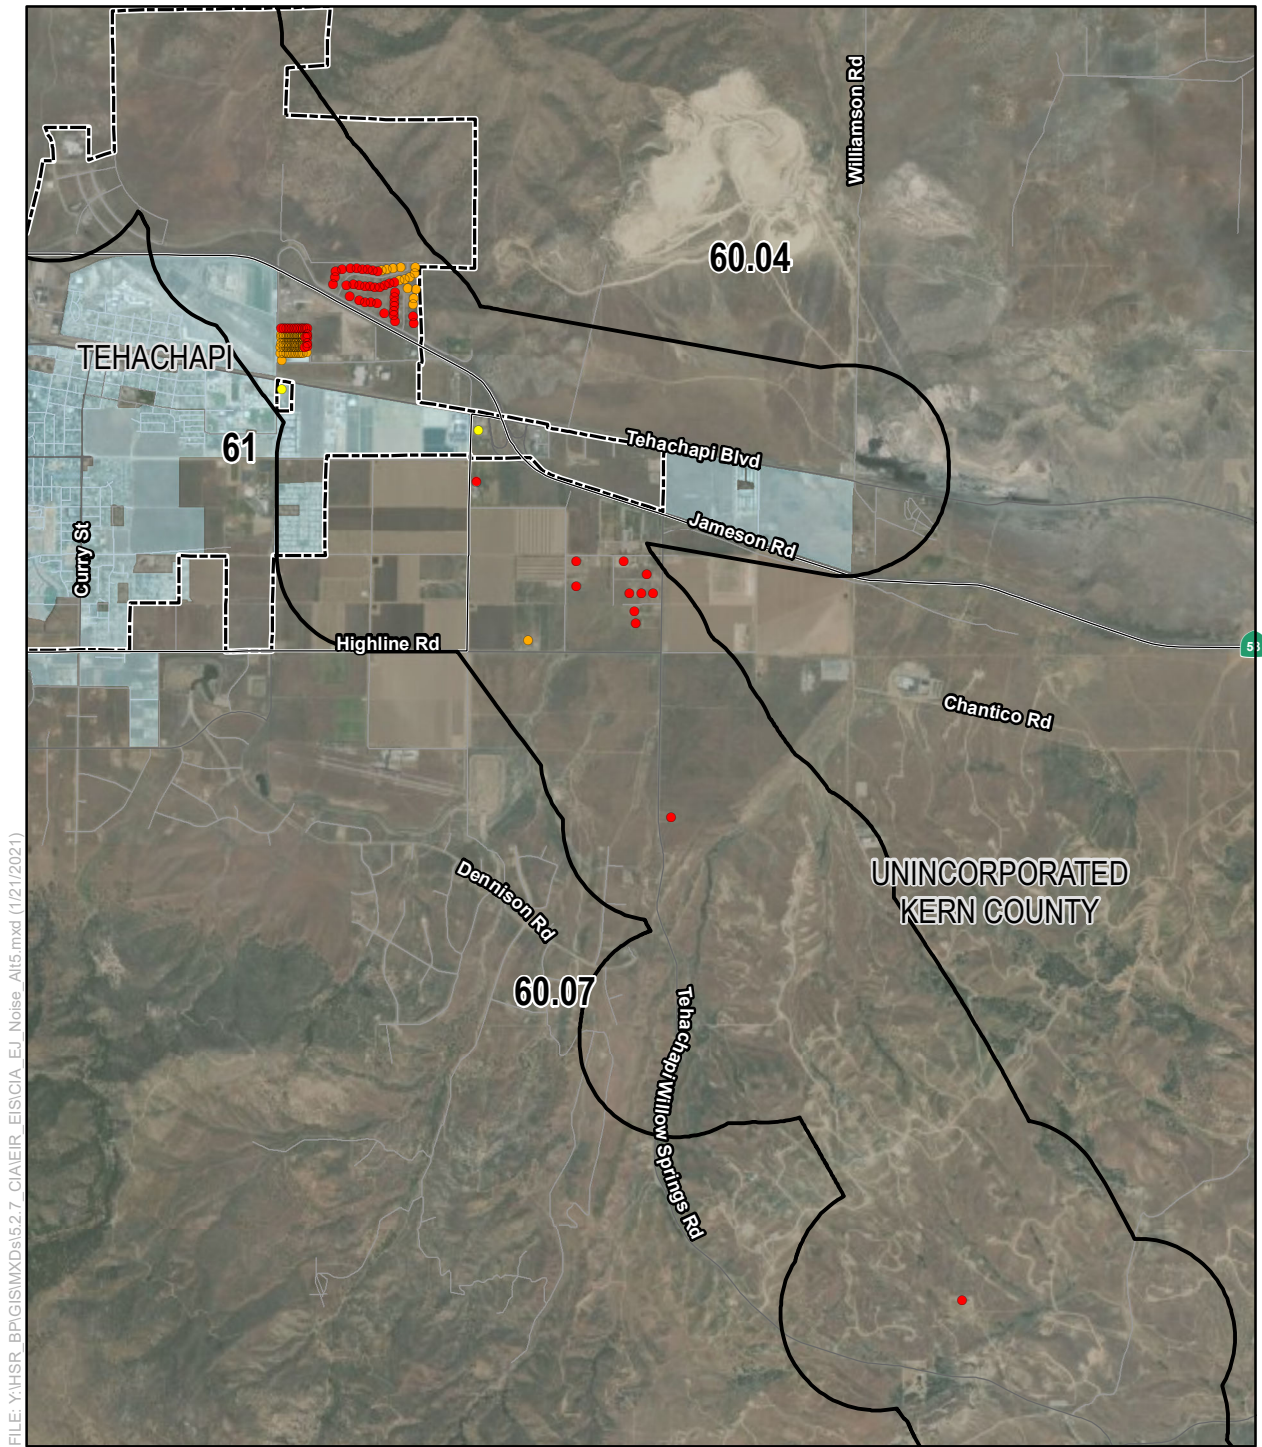 Williamson Rd
60.04
TEHACHAPI
61
Tehachapi Blvd
Curry St
Jameson Rd
Highline Rd
58
Chantico Rd
UNINCORPORATED
KERN COUNTY
Dennison Rd
60.07
Tehachapi Willow Springs Rd
FILE: Y:\HSR_BP\GIS\MXDs\5.2.7_CIA\EIR_EIS\CIA_EJ_Noise_Alt5.mxd (1/21/2021)